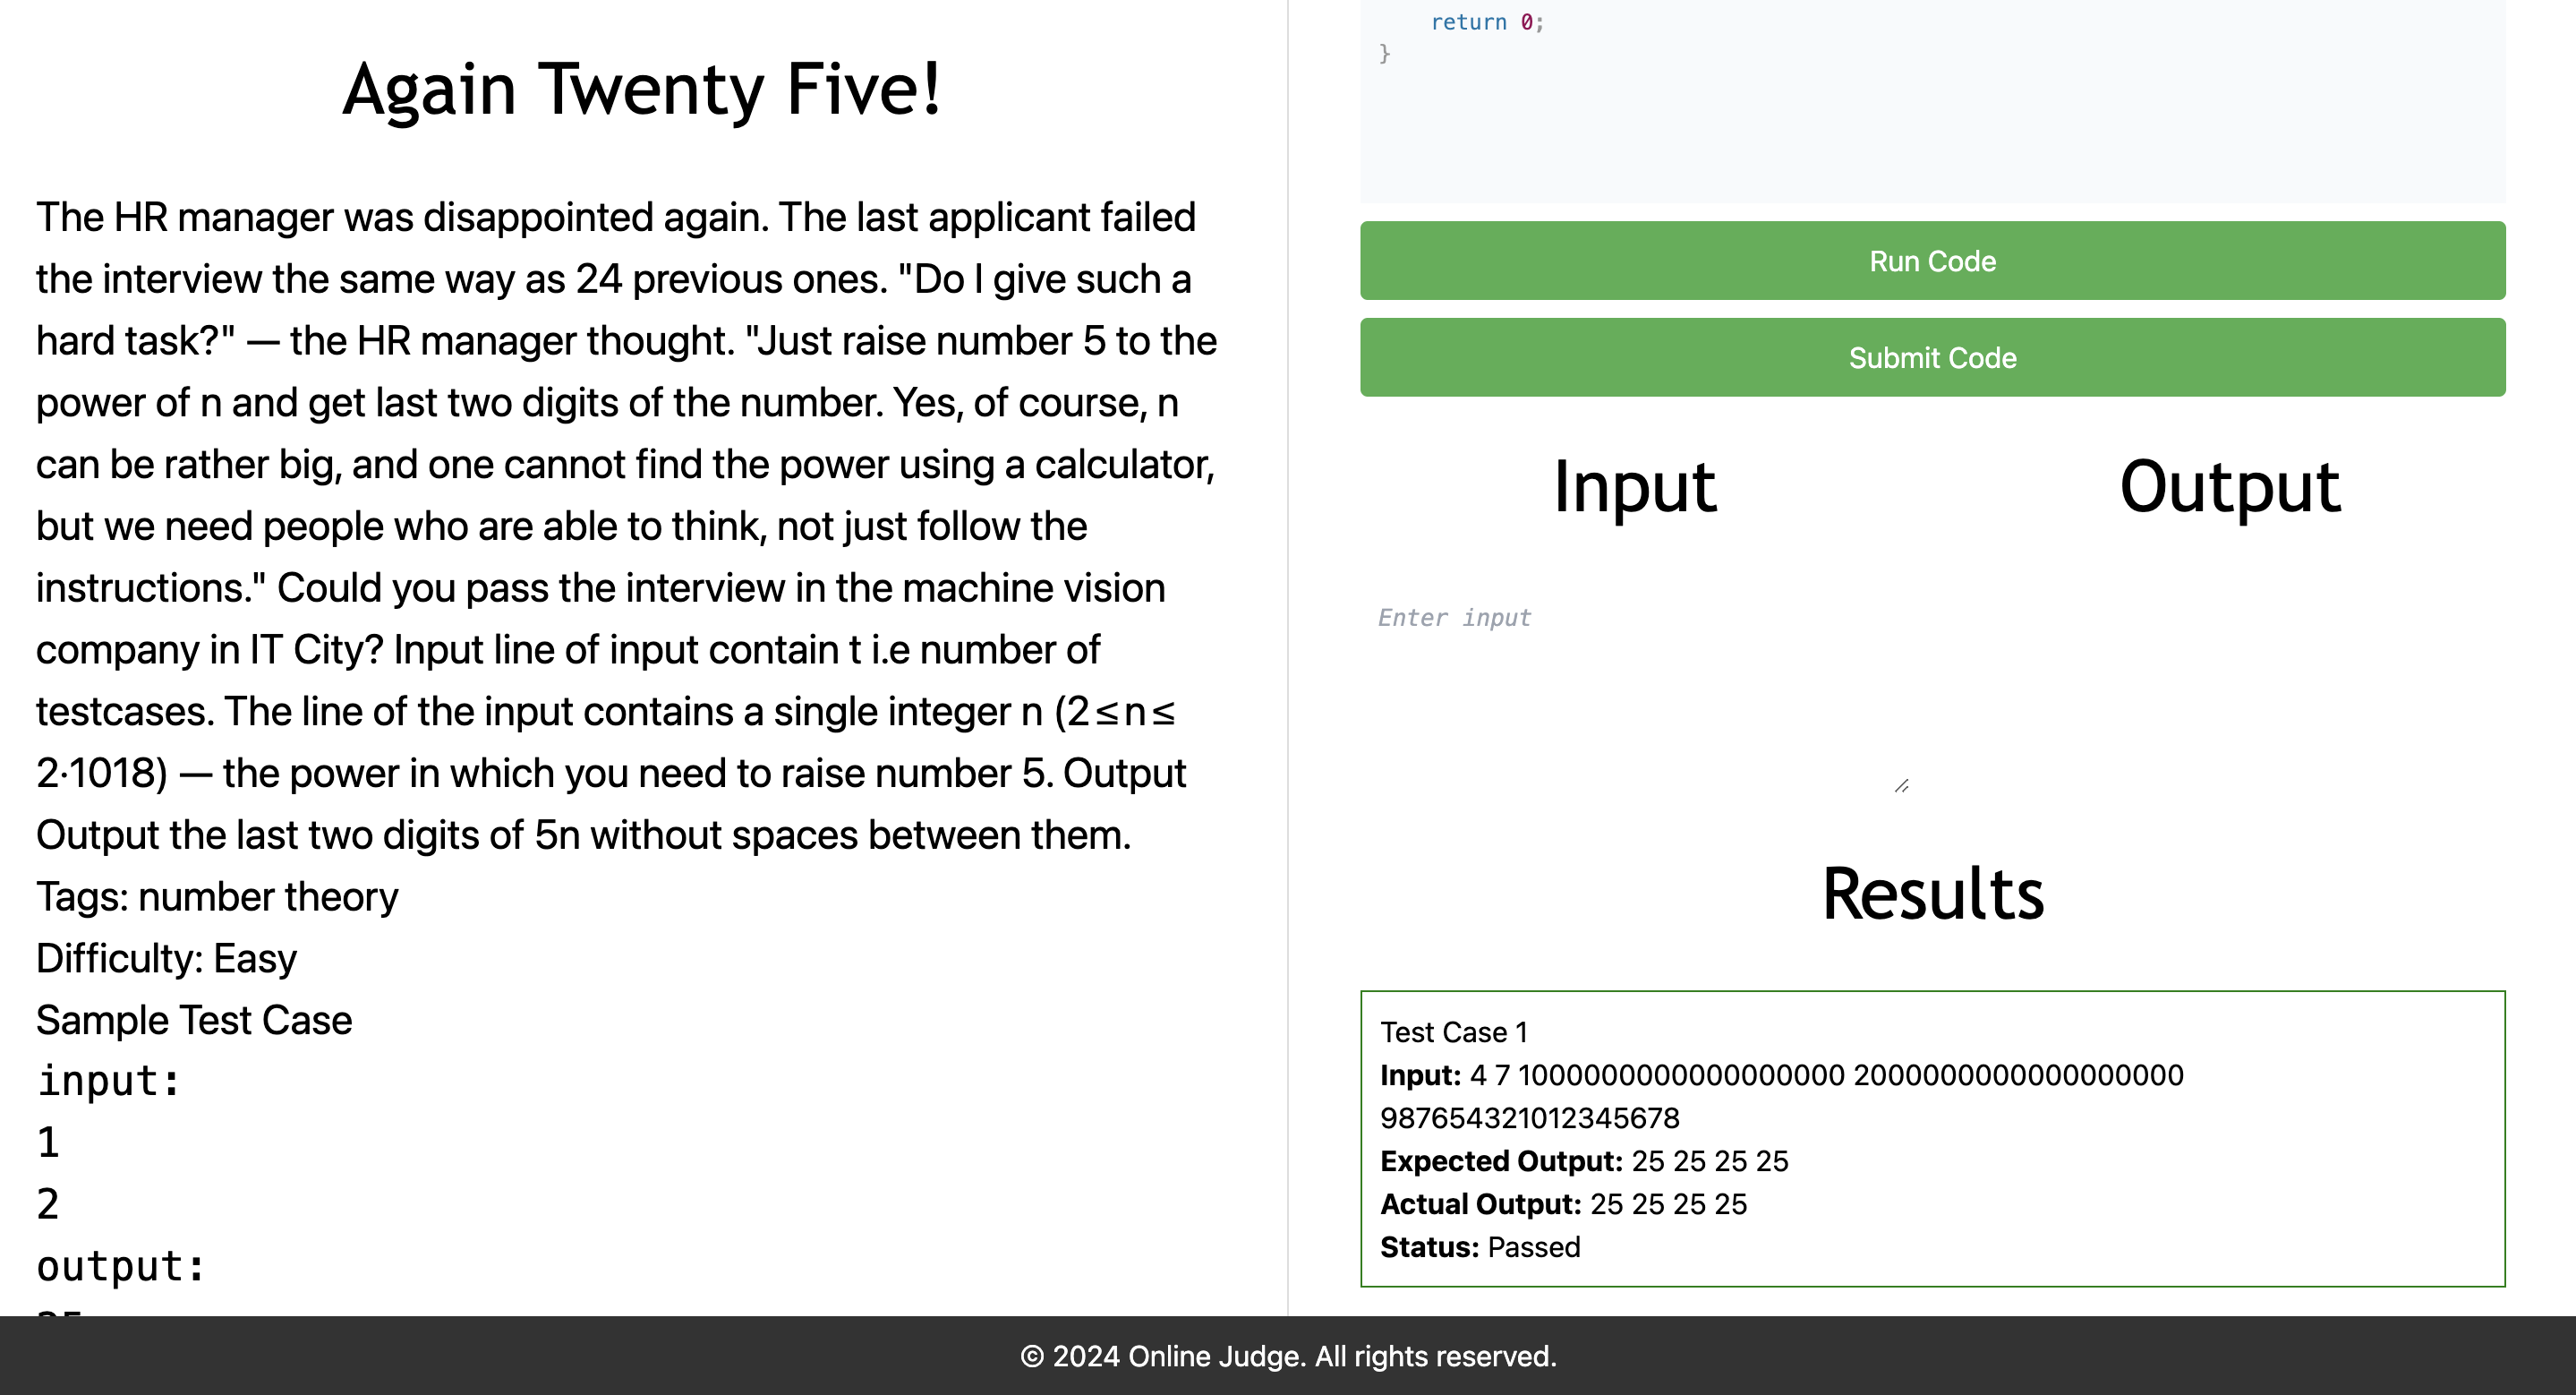 Again Twenty Five!
The HR manager was disappointed again. The last applicant failed
the interview the same way as 24 previous ones. "Do I give such a
hard task?" — the HR manager thought. "Just raise number 5 to the
power of n and get last two digits of the number. Yes, of course, n
can be rather big, and one cannot find the power using a calculator,
but we need people who are able to think, not just follow the
instructions." Could you pass the interview in the machine vision
company in IT City? Input line of input contain t i.e number of
testcases. The line of the input contains a single integer n (2 ≤ n ≤
2·1018) — the power in which you need to raise number 5. Output
Output the last two digits of 5n without spaces between them.
Tags: number theory
Difficulty: Easy
Sample Test Case
input:
1
2
output:
return 0;
}
Run Code
Submit Code
Input
Output
Enter input
Results
Test Case 1
Input: 4 7 1000000000000000000 2000000000000000000
987654321012345678
Expected Output: 25 25 25 25
Actual Output: 25 25 25 25
Status: Passed
© 2024 Online Judge. All rights reserved.